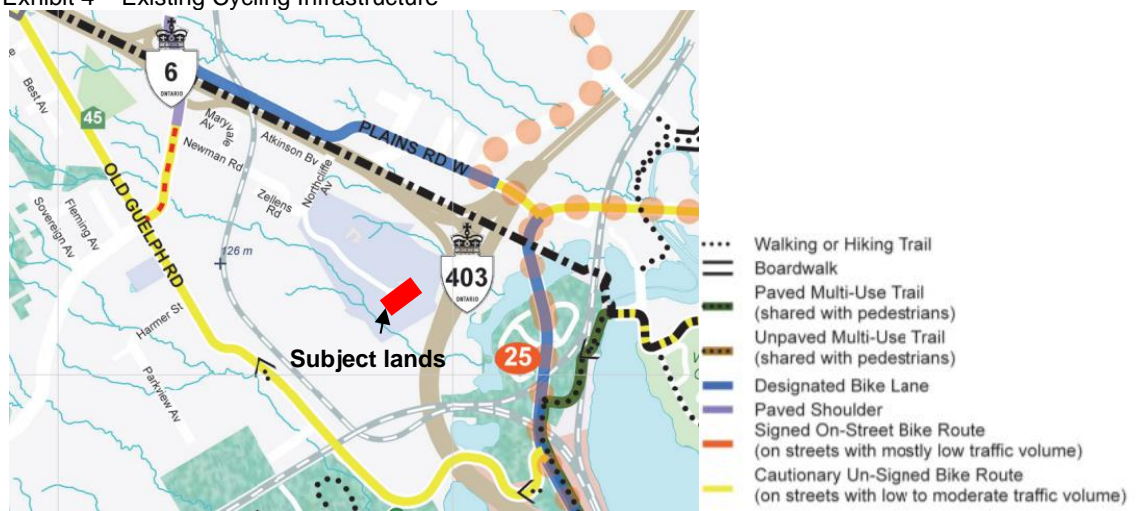 Exhibit 4 – Existing Cycling Infrastructure
6
ONTARIO
Best Av
45
Maryvale
Av
Newman Rd
Atkinson Bv
Northcliffe
Av
Zellens
Rd
PLAINS RD W
OLD GUELPH RD
Fleming Av
Sovereign Av
126 m
Harmer St
Parkview Av
403
ONTARIO
25
Subject lands
Walking or Hiking Trail
Boardwalk
Paved Multi-Use Trail
(shared with pedestrians)
Unpaved Multi-Use Trail
(shared with pedestrians)
Designated Bike Lane
Paved Shoulder
Signed On-Street Bike Route
(on streets with mostly low traffic volume)
Cautionary Un-Signed Bike Route
(on streets with low to moderate traffic volume)